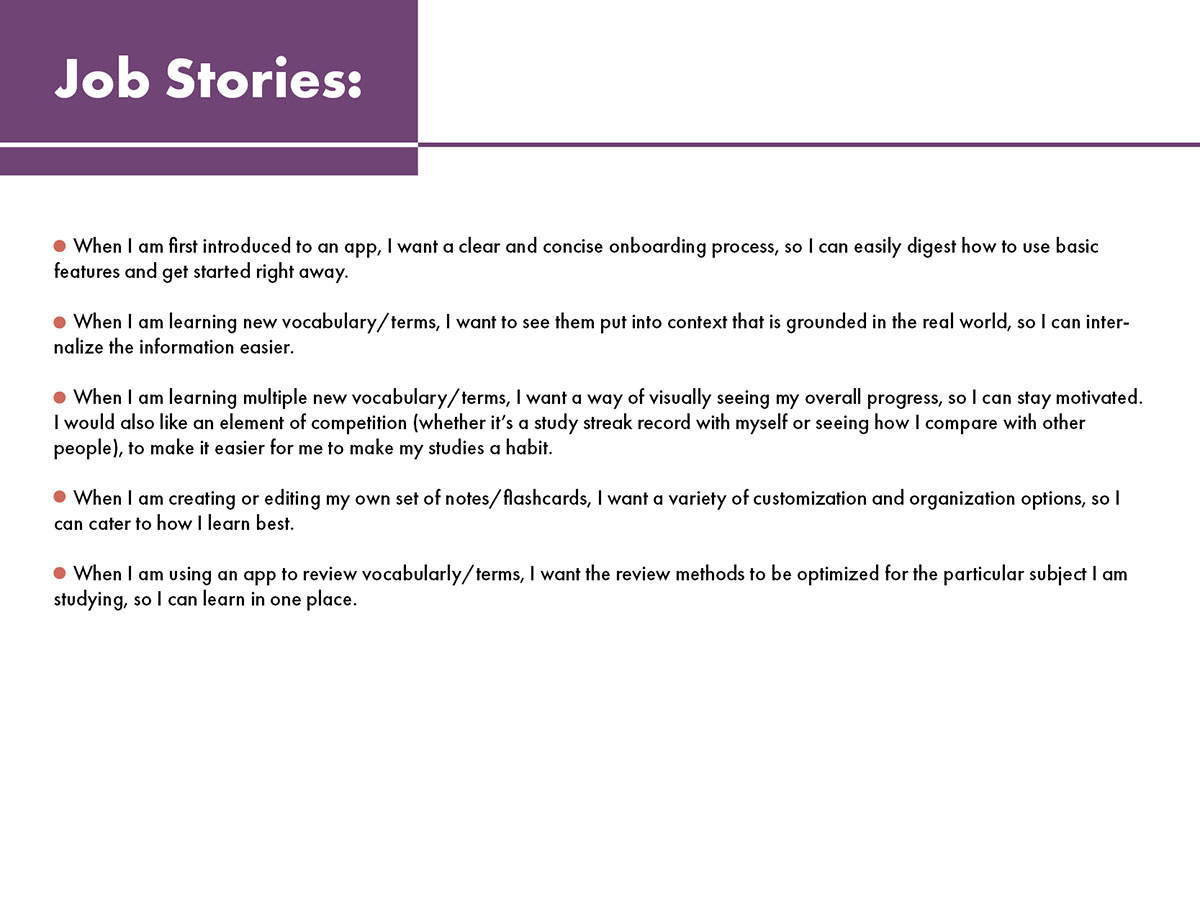 Job Stories:
● When I am first introduced to an app, I want a clear and concise onboarding process, so I can easily digest how to use basic
features and get started right away.
● When I am learning new vocabulary/terms, I want to see them put into context that is grounded in the real world, so I can inter-
nalize the information easier.
● When I am learning multiple new vocabulary/terms, I want a way of visually seeing my overall progress, so I can stay motivated.
I would also like an element of competition (whether it’s a study streak record with myself or seeing how I compare with other
people), to make it easier for me to make my studies a habit.
● When I am creating or editing my own set of notes/flashcards, I want a variety of customization and organization options, so I
can cater to how I learn best.
● When I am using an app to review vocabularly/terms, I want the review methods to be optimized for the particular subject I am
studying, so I can learn in one place.